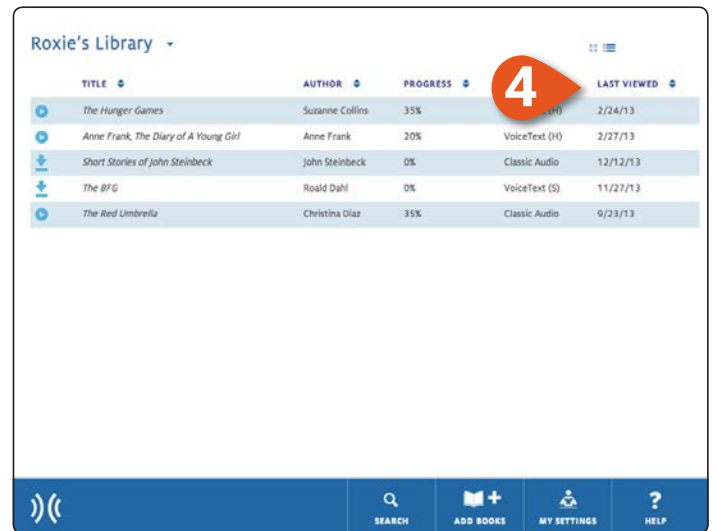 Roxie's Library
TITLE AUTHOR PROGRESS LAST VIEWED
The Hunger Games Suzanne Collins 35% (H) 2/24/13
Anne Frank, The Diary of A Young Girl Anne Frank 20% VoiceText (H) 2/27/13
Short Stories of John Steinbeck John Steinbeck 0% Classic Audio 12/12/13
The BFG Roald Dahl 0% VoiceText (S) 11/27/13
The Red Umbrella Christina Diaz 35% Classic Audio 9/23/13
4
SEARCH ADD BOOKS MY SETTINGS ? HELP